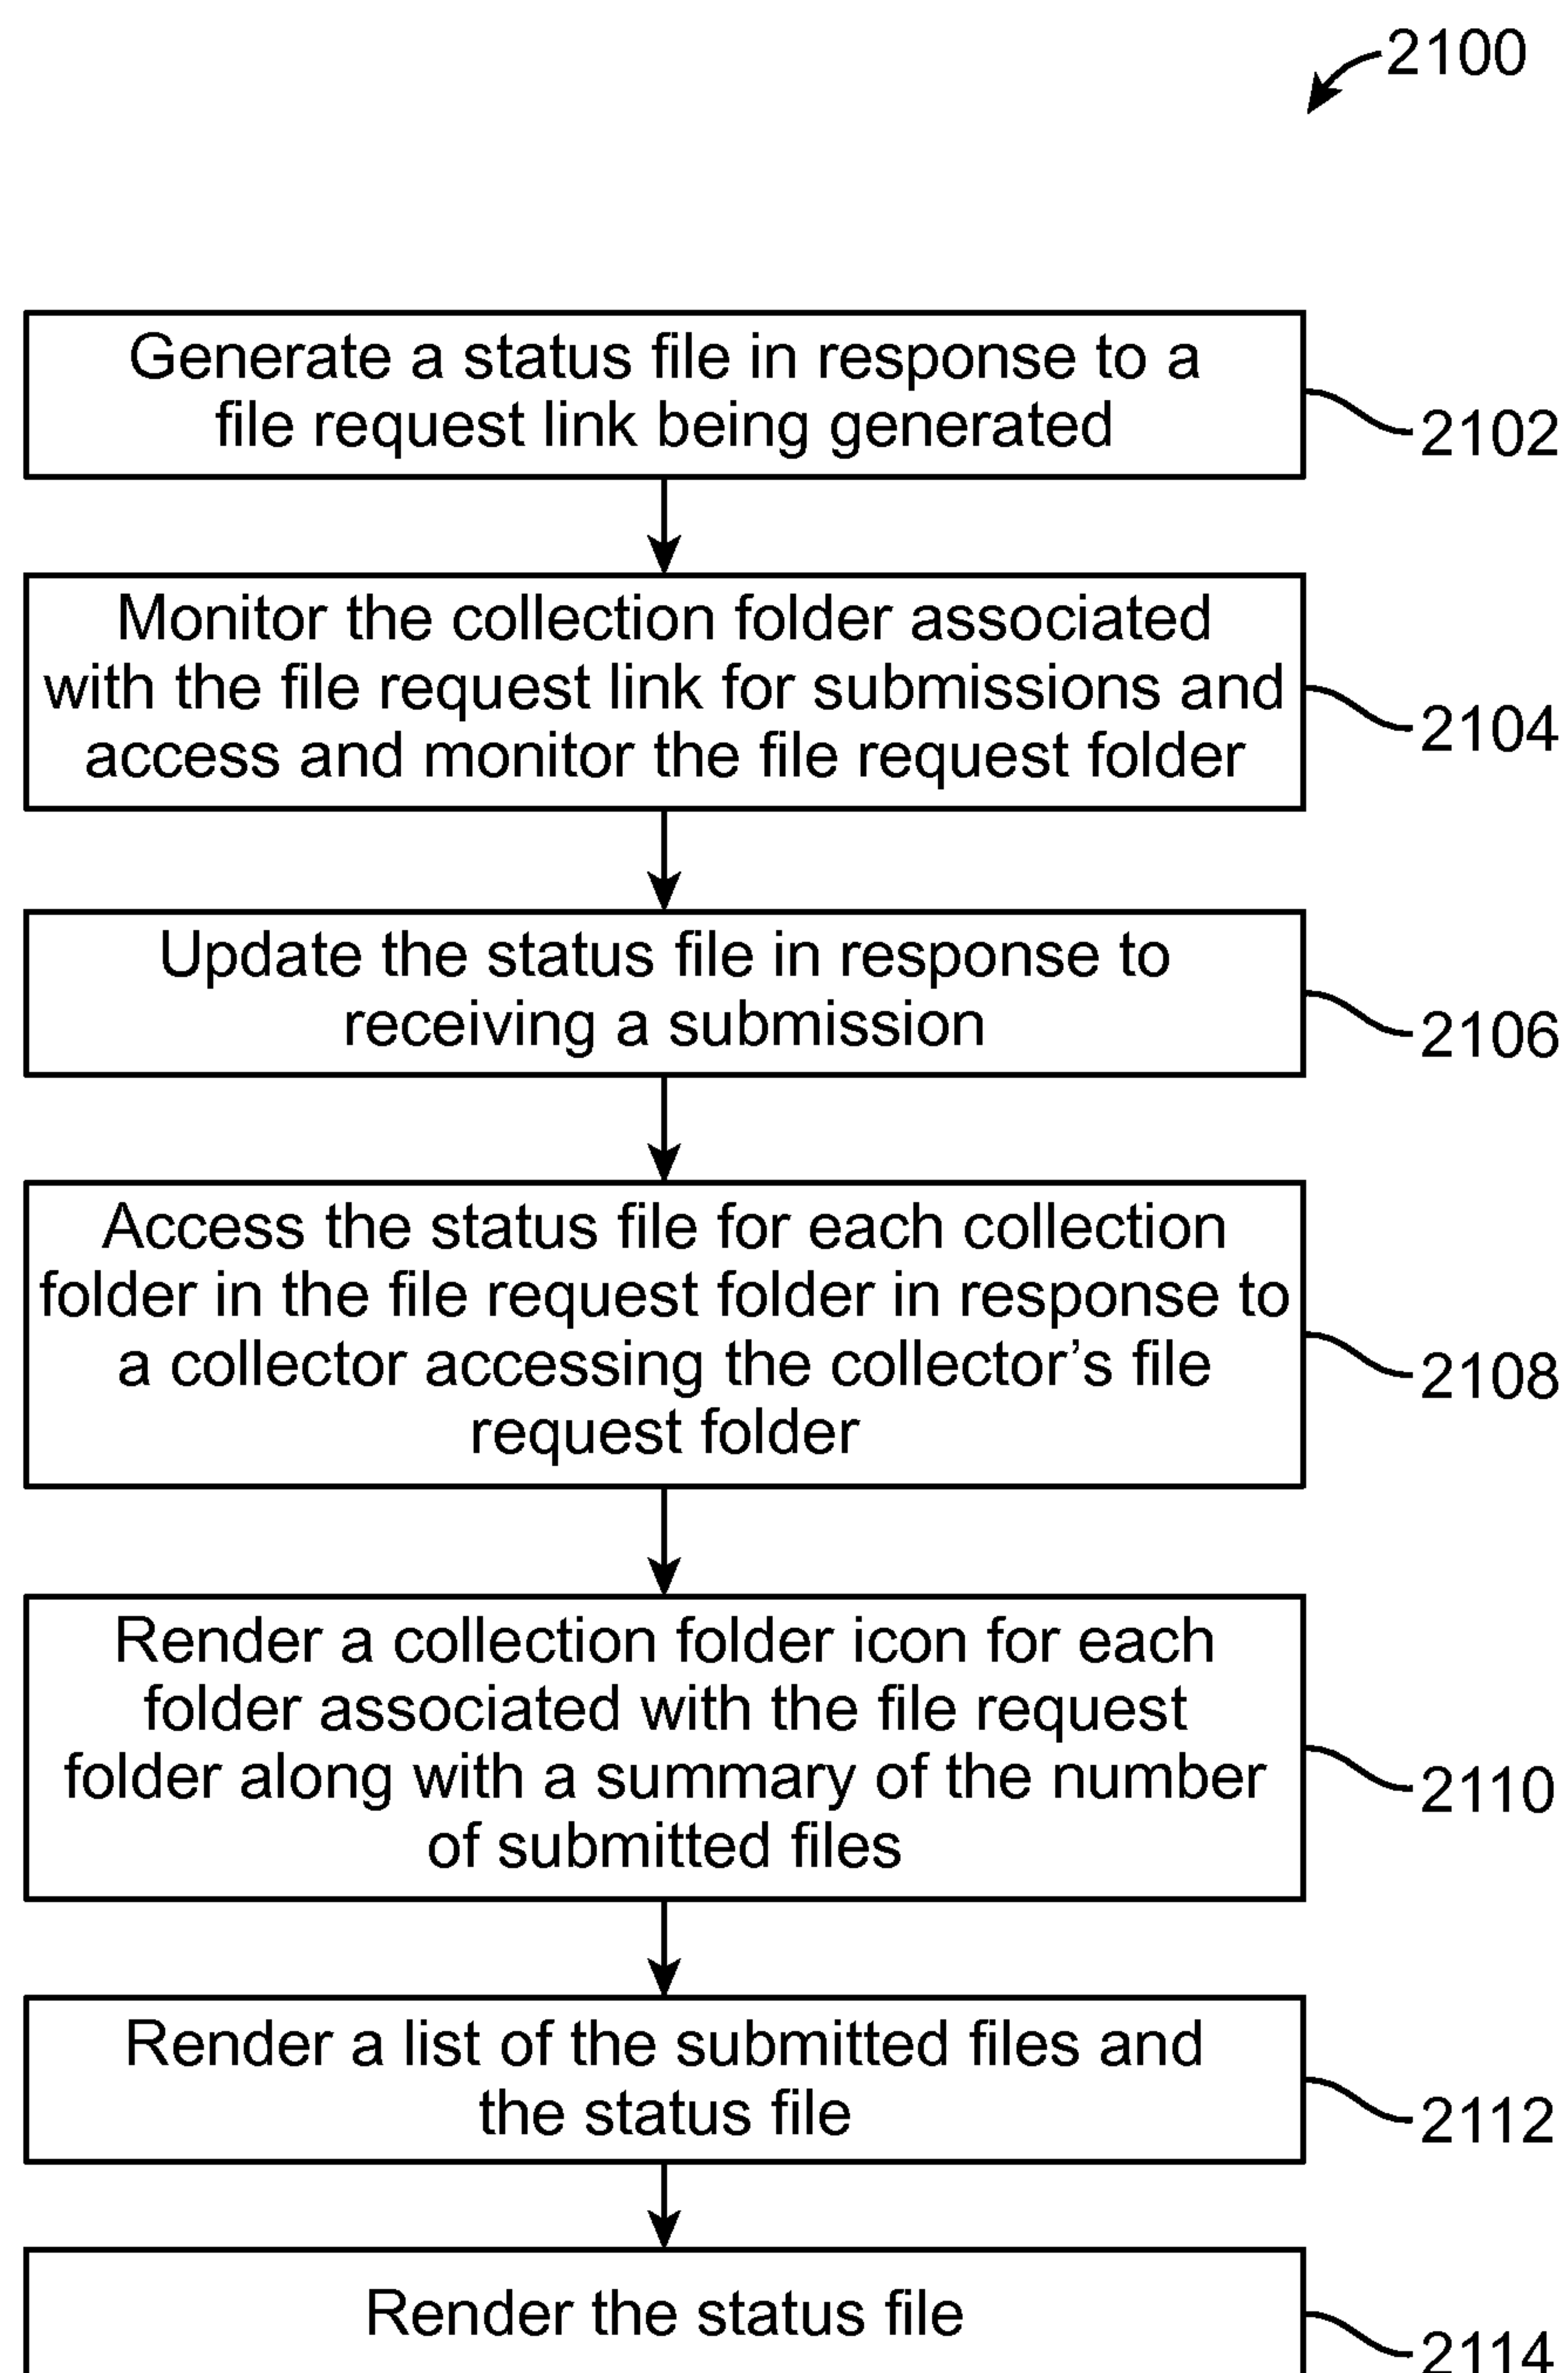 2100
Generate a status file in response to a
file request link being generated
2102
Monitor the collection folder associated
with the file request link for submissions and
access and monitor the file request folder
2104
Update the status file in response to
receiving a submission
2106
Access the status file for each collection
folder in the file request folder in response to
a collector accessing the collector’s file
request folder
2108
Render a collection folder icon for each
folder associated with the file request
folder along with a summary of the number
of submitted files
2110
Render a list of the submitted files and
the status file
2112
Render the status file
2114